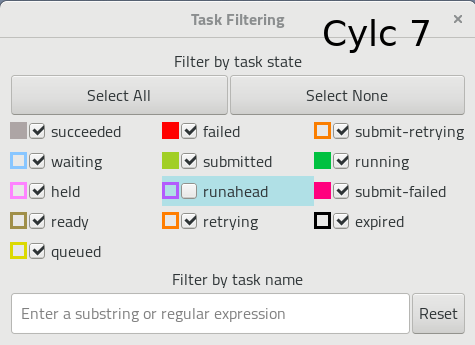 Task Filtering
×
Cylc 7
Filter by task state
Select All
Select None
succeeded
failed
submit-retrying
waiting
submitted
running
held
runahead
submit-failed
ready
retrying
expired
queued
Filter by task name
Enter a substring or regular expression
Reset